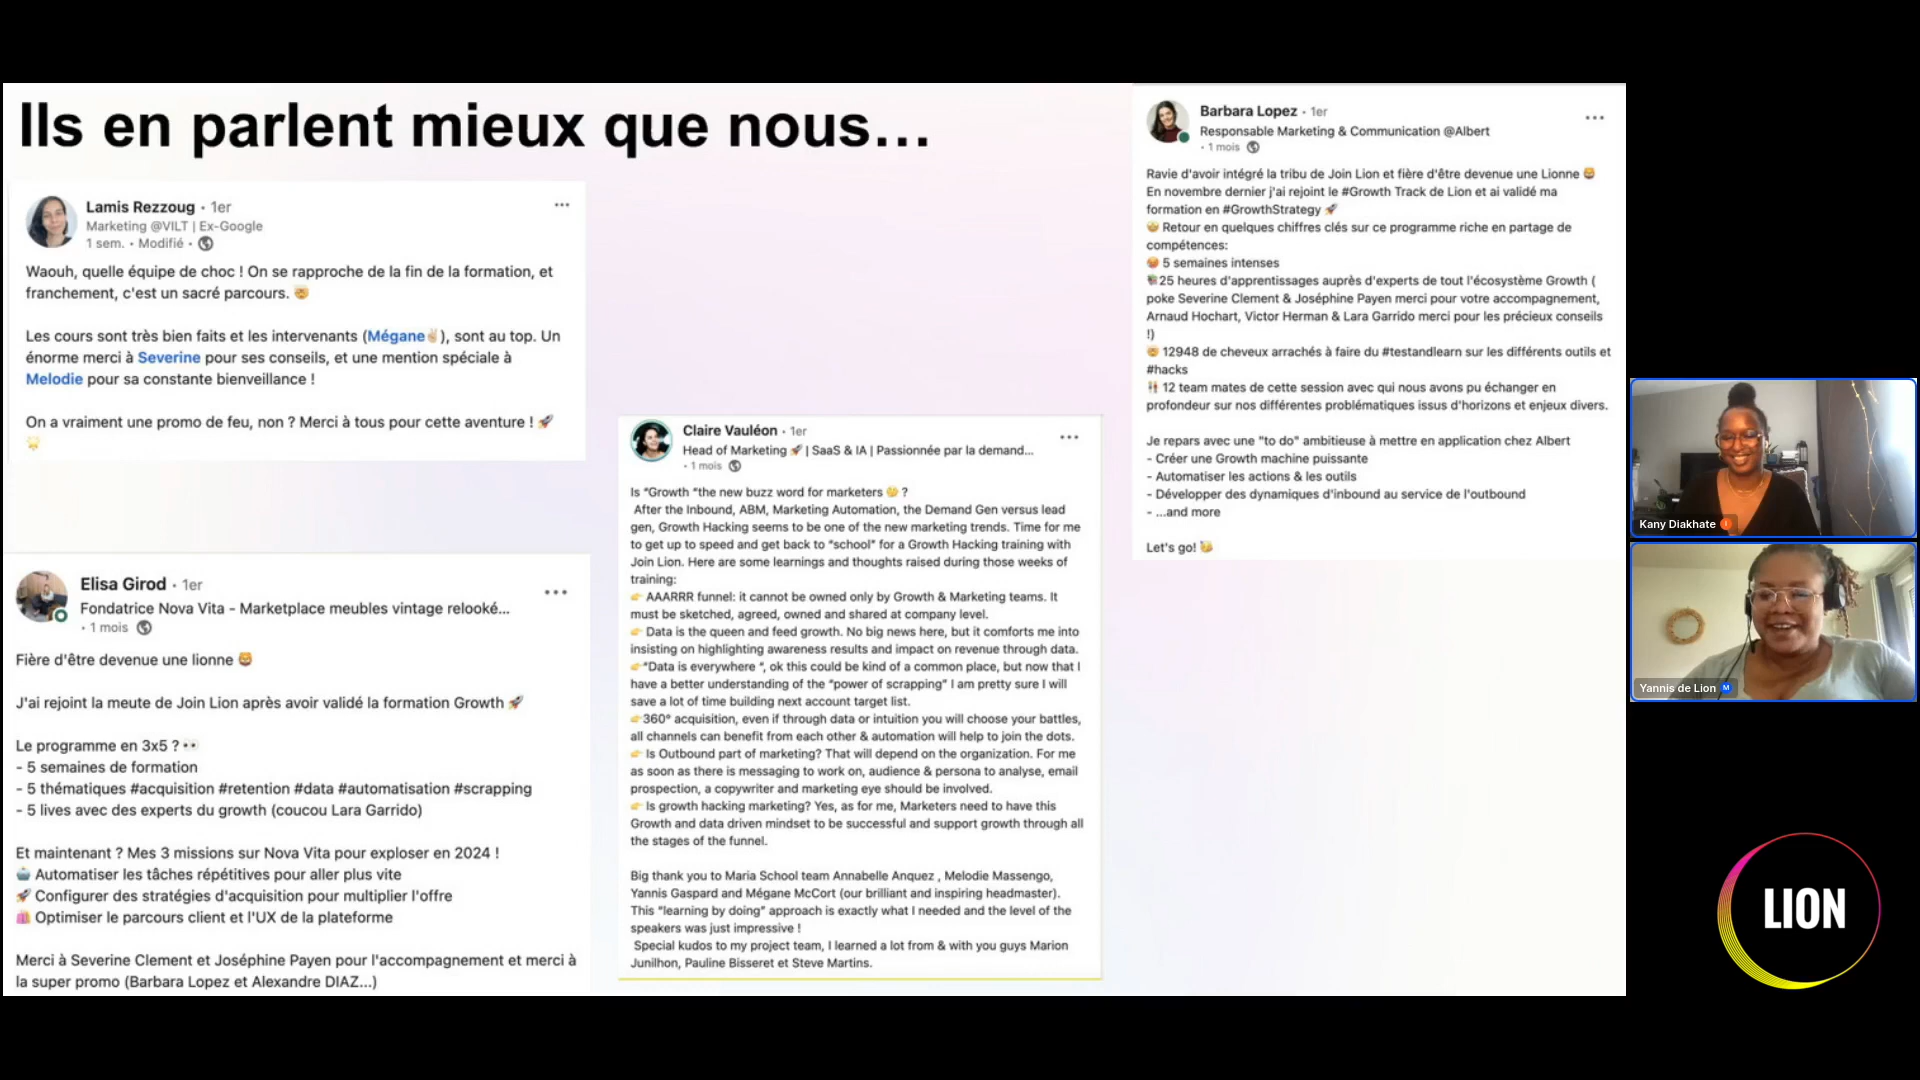 Ils en parlent mieux que nous...
Lamis Rezzoug • 1er
Marketing @VILT | Ex-Google
1 sem. • Modifié •
Waouh, quelle équipe de choc ! On se rapproche de la fin de la formation, et
franchement, c'est un sacré parcours. 🤯
Les cours sont très bien faits et les intervenants (Mégane✌🏻), sont au top. Un
énorme merci à Severine pour ses conseils, et une mention spéciale à
Melodie pour sa constante bienveillance !
On a vraiment une promo de feu, non ? Merci à tous pour cette aventure ! 🚀
Elisa Girod • 1er
Fondatrice Nova Vita - Marketplace meubles vintage relooké...
• 1 mois
Fière d'être devenue une lionne 🦁
J'ai rejoint la meute de Join Lion après avoir validé la formation Growth 🚀
Le programme en 3x5 ? 👀
- 5 semaines de formation
- 5 thématiques #acquisition #retention #data #automatisation #scrapping
- 5 lives avec des experts du growth (coucou Lara Garrido)
Et maintenant ? Mes 3 missions sur Nova Vita pour exploser en 2024 !
🤖 Automatiser les tâches répétitives pour aller plus vite
🚀 Configurer des stratégies d'acquisition pour multiplier l'offre
🛍️ Optimiser le parcours client et l'UX de la plateforme
Merci à Severine Clement et Joséphine Payen pour l'accompagnement et merci à
la super promo (Barbara Lopez et Alexandre DIAZ...)
Claire Vauléon • 1er
Head of Marketing 🚀 | SaaS & IA | Passionnée par la demand...
• 1 mois
Is "Growth "the new buzz word for marketers 🤔 ?
After the Inbound, ABM, Marketing Automation, the Demand Gen versus lead
gen, Growth Hacking seems to be one of the new marketing trends. Time for me
to get up to speed and get back to "school" for a Growth Hacking training with
Join Lion. Here are some learnings and thoughts raised during those weeks of
training:
👉 AAARRR funnel: it cannot be owned only by Growth & Marketing teams. It
must be sketched, agreed, owned and shared at company level.
👉 Data is the queen and feed growth. No big news here, but it comforts me into
insisting on highlighting awareness results and impact on revenue through data.
👉"Data is everywhere ", ok this could be kind of a common place, but now that I
have a better understanding of the "power of scrapping" I am pretty sure I will
save a lot of time building next account target list.
👉360° acquisition, even if through data or intuition you will choose your battles,
all channels can benefit from each other & automation will help to join the dots.
👉 Is Outbound part of marketing? That will depend on the organization. For me
as soon as there is messaging to work on, audience & persona to analyse, email
prospection, a copywriter and marketing eye should be involved.
👉 Is growth hacking marketing? Yes, as for me, Marketers need to have this
Growth and data driven mindset to be successful and support growth through all
the stages of the funnel.
Big thank you to Maria School team Annabelle Anquez , Melodie Massengo,
Yannis Gaspard and Mégane McCort (our brilliant and inspiring headmaster).
This "learning by doing" approach is exactly what I needed and the level of the
speakers was just impressive !
Special kudos to my project team, I learned a lot from & with you guys Marion
Junilhon, Pauline Bisseret et Steve Martins.
Barbara Lopez • 1er
Responsable Marketing & Communication @Albert
• 1 mois
Ravie d'avoir intégré la tribu de Join Lion et fière d'être devenue une Lionne 🦁
En novembre dernier j'ai rejoint le #Growth Track de Lion et ai validé ma
formation en #GrowthStrategy 🚀
🤩 Retour en quelques chiffres clés sur ce programme riche en partage de
compétences:
🥵 5 semaines intenses
📚25 heures d'apprentissages auprès d'experts de tout l'écosystème Growth (
poke Severine Clement & Joséphine Payen merci pour votre accompagnement,
Arnaud Hochart, Victor Herman & Lara Garrido merci pour les précieux conseils
!)
🤯 12948 de cheveux arrachés à faire du #testandlearn sur les différents outils et
#hacks
👯 12 team mates de cette session avec qui nous avons pu échanger en
profondeur sur nos différentes problématiques issus d'horizons et enjeux divers.
Je repars avec une "to do" ambitieuse à mettre en application chez Albert
- Créer une Growth machine puissante
- Automatiser les actions & les outils
- Développer des dynamiques d'inbound au service de l'outbound
- ...and more
Let's go! 🥳
Kany Diakhate
Yannis de Lion M
LION